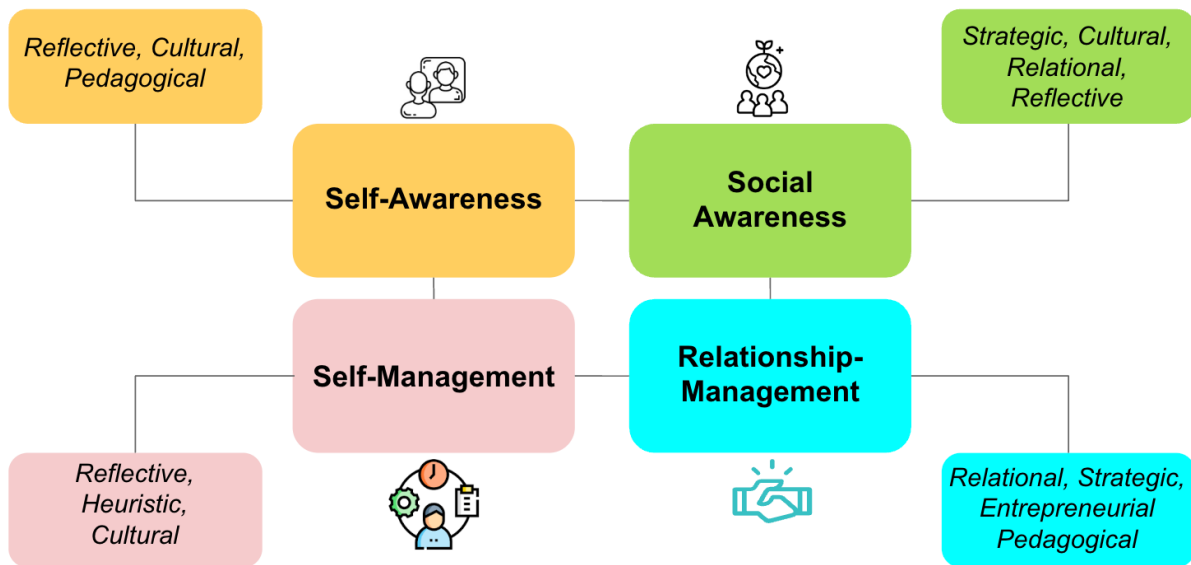 Reflective, Cultural,
Pedagogical
Strategic, Cultural,
Relational,
Reflective
Self-Awareness
Social
Awareness
Self-Management
Relationship-
Management
Reflective,
Heuristic,
Cultural
Relational, Strategic,
Entrepreneurial
Pedagogical